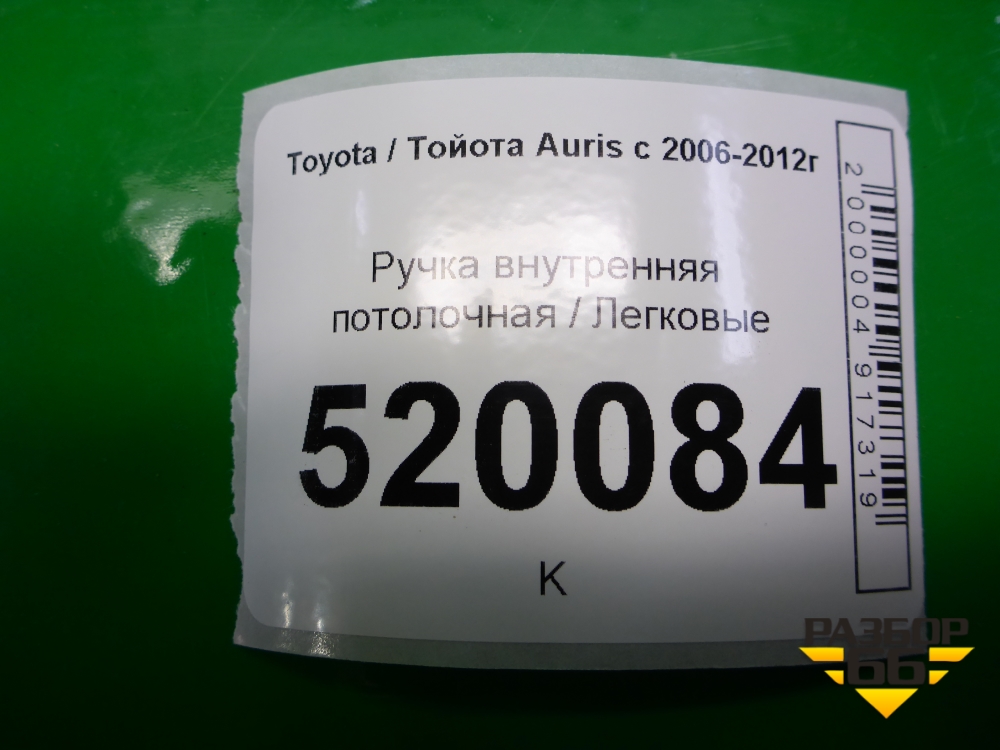 Toyota / Тойота Auris с 2006-2012г
Ручка внутренняя
потолочная / Легковые
520084
К
2000004917319
РАЗБОР
66